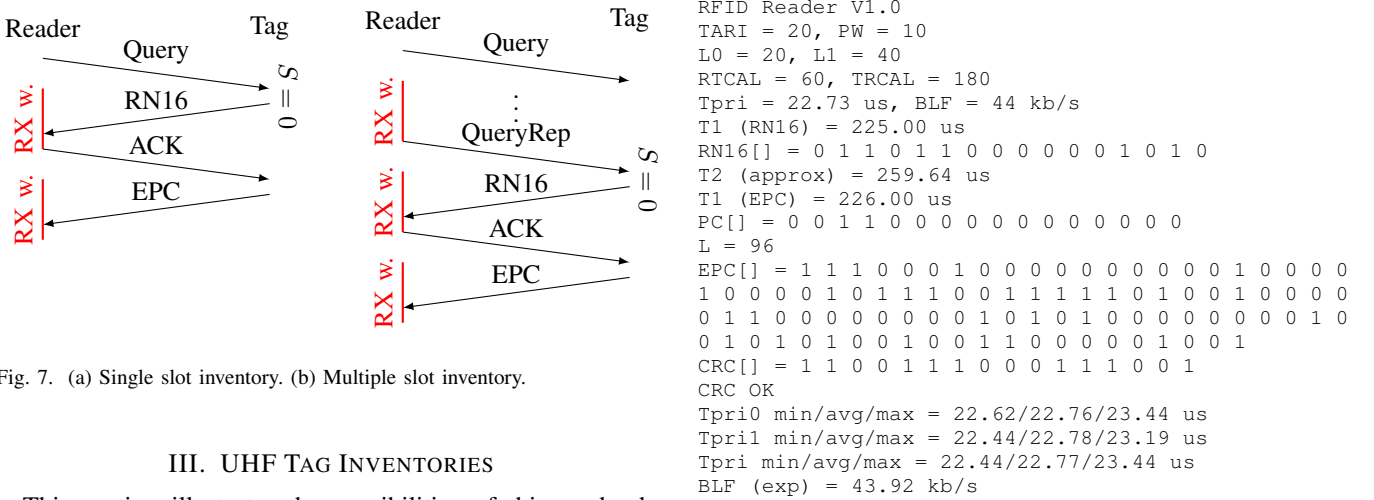 Reader
Tag
Query
RX w.
RN16
S = 0
ACK
RX w.
EPC
Reader
Tag
Query
RX w.
⋮
QueryRep
RX w.
RN16
S = 0
ACK
RX w.
EPC
Fig. 7. (a) Single slot inventory. (b) Multiple slot inventory.
III. UHF TAG INVENTORIES
RFID Reader V1.0
TARI = 20, PW = 10
L0 = 20, L1 = 40
RTCAL = 60, TRCAL = 180
Tpri = 22.73 us, BLF = 44 kb/s
T1 (RN16) = 225.00 us
RN16[] = 0 1 1 0 1 1 0 0 0 0 0 0 1 0 1 0
T2 (approx) = 259.64 us
T1 (EPC) = 226.00 us
PC[] = 0 0 1 1 0 0 0 0 0 0 0 0 0 0 0 0
L = 96
EPC[] = 1 1 1 0 0 0 1 0 0 0 0 0 0 0 0 0 0 1 0 0 0 0
1 0 0 0 0 1 0 1 1 1 0 0 1 1 1 1 1 0 1 0 0 1 0 0 0 0
0 1 1 0 0 0 0 0 0 0 0 1 0 1 0 1 0 0 0 0 0 0 0 0 1 0
0 1 0 1 0 1 0 0 1 0 0 1 1 0 0 0 0 0 1 0 0 1
CRC[] = 1 1 0 0 1 1 1 0 0 0 1 1 1 0 0 1
CRC OK
Tpri0 min/avg/max = 22.62/22.76/23.44 us
Tpri1 min/avg/max = 22.44/22.78/23.19 us
Tpri min/avg/max = 22.44/22.77/23.44 us
BLF (exp) = 43.92 kb/s